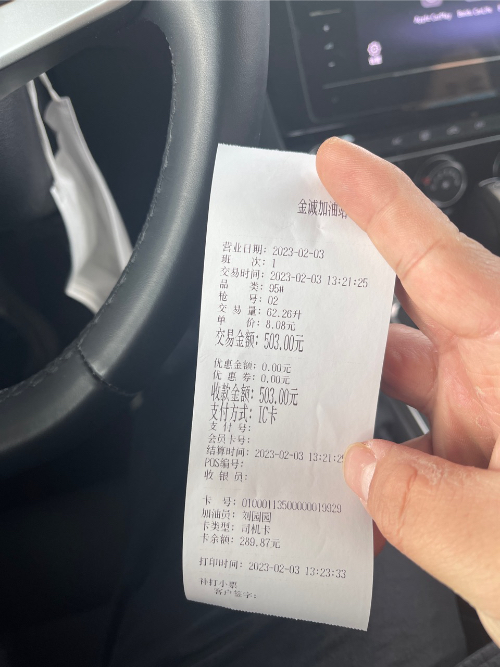 Apple CarPlay
金诚加油站
营业日期: 2023-02-03
班 次: 1
交易时间: 2023-02-03 13:21:25
品 类: 95#
枪 号: 02
交 易 量: 62.26升
单 价: 8.08元
交易金额: 503.00元
优惠金额: 0.00元
优 惠 券: 0.00元
收款金额: 503.00元
支付方式: IC卡
支 付 号:
会员卡号:
结算时间: 2023-02-03 13:21:25
POS编号:
收 银 员:
卡 号: 01000113500000019929
加油员: 刘园园
卡类型: 司机卡
卡余额: 289.87元
打印时间: 2023-02-03 13:23:33
补打小票
客户签字: